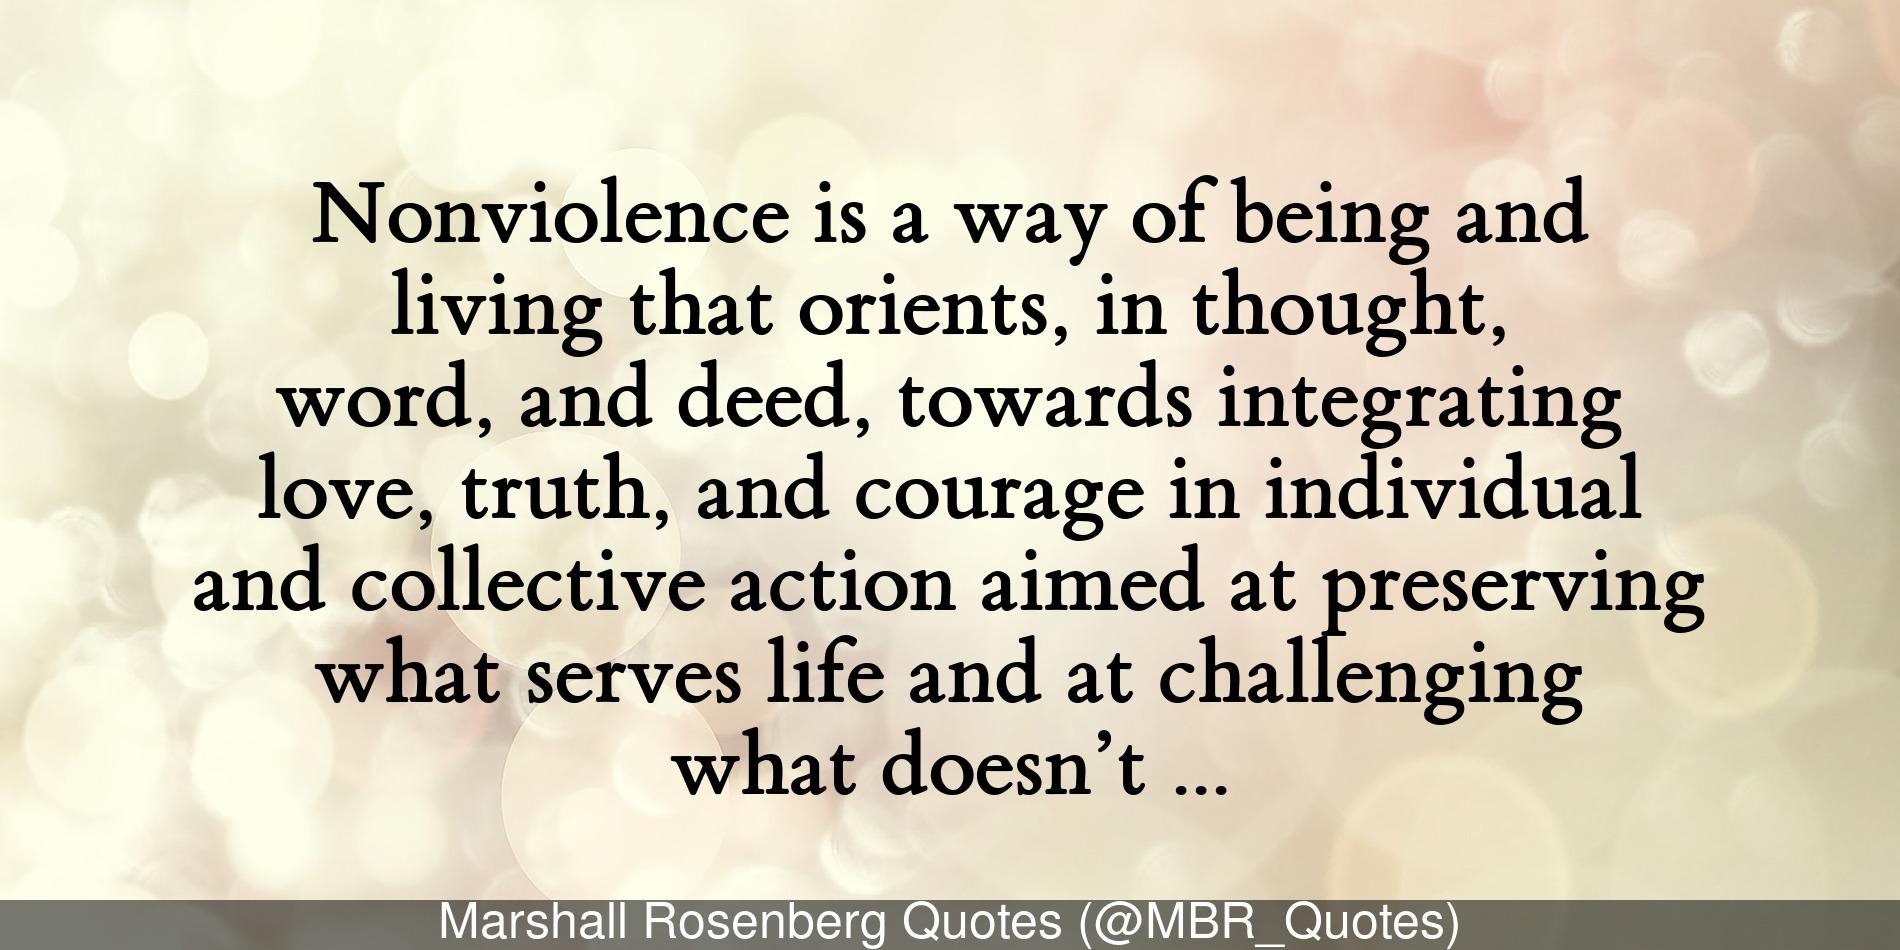 Nonviolence is a way of being and
living that orients, in thought,
word, and deed, towards integrating
love, truth, and courage in individual
and collective action aimed at preserving
what serves life and at challenging
what doesn’t ...
Marshall Rosenberg Quotes (@MBR_Quotes)